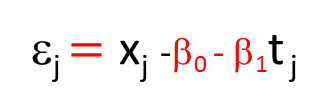 εj = xj - β0 - β1tj